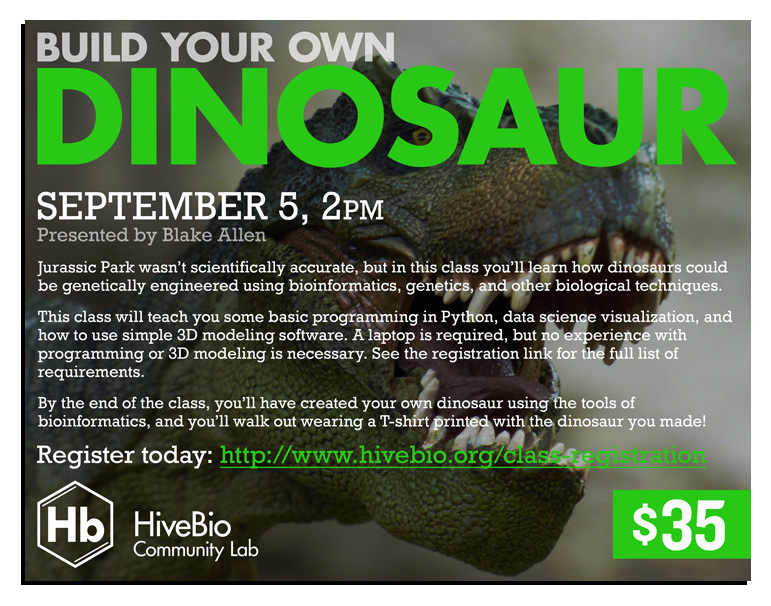 BUILD YOUR OWN
DINOSAUR
SEPTEMBER 5, 2PM
Presented by Blake Allen
Jurassic Park wasn't scientifically accurate, but in this class you'll learn how dinosaurs could
be genetically engineered using bioinformatics, genetics, and other biological techniques.
This class will teach you some basic programming in Python, data science visualization, and
how to use simple 3D modeling software. A laptop is required, but no experience with
programming or 3D modeling is necessary. See the registration link for the full list of
requirements.
By the end of the class, you'll have created your own dinosaur using the tools of
bioinformatics, and you'll walk out wearing a T-shirt printed with the dinosaur you made!
Register today: http://www.hivebio.org/class-registration
Hb
HiveBio
Community Lab
$35